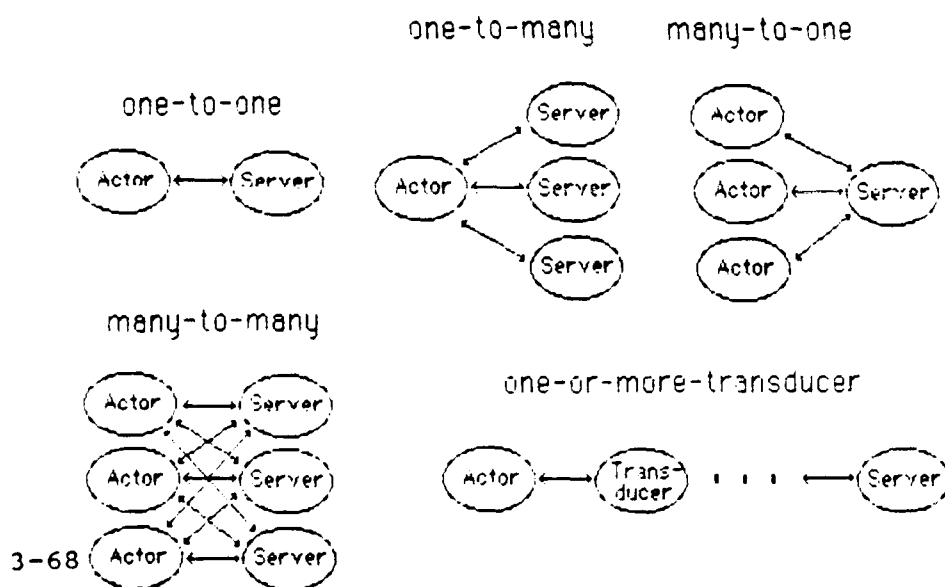 one-to-many many-to-one
one-to-one
Server Actor
Actor Server Actor Server Actor Server
Server Actor
many-to-many
one-or-more-transducer
Actor Server
Actor Server Actor Trans-
ducer . . . Server
3-68 Actor Server